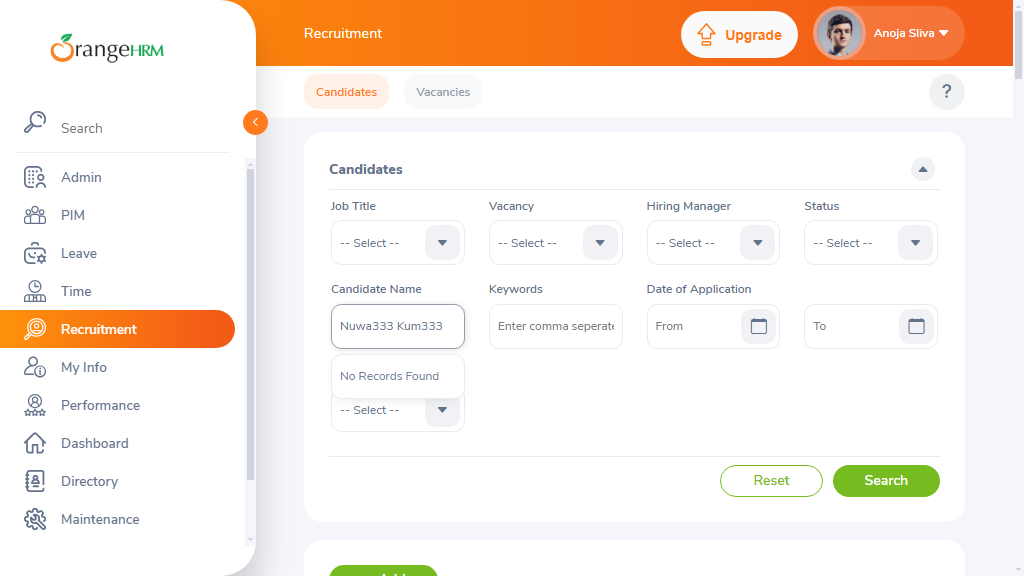 OrangeHRM
Recruitment
Upgrade
Anoja Sliva
Candidates
Vacancies
?
Search
Admin
PIM
Leave
Time
Recruitment
My Info
Performance
Dashboard
Directory
Maintenance
Candidates
Job Title
Vacancy
Hiring Manager
Status
-- Select --
-- Select --
-- Select --
-- Select --
Candidate Name
Keywords
Date of Application
Nuwa333 Kum333
Enter comma seperate
From
To
No Records Found
-- Select --
Reset
Search